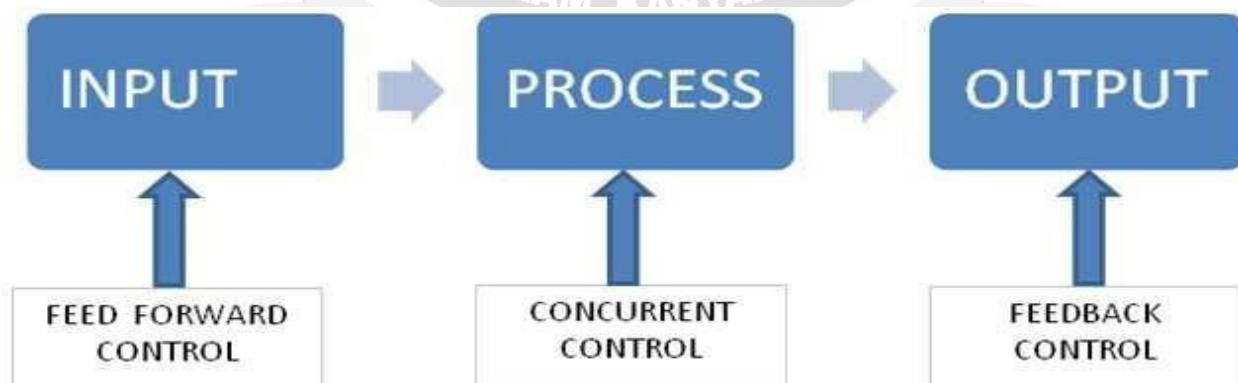 INPUT
PROCESS
OUTPUT
FEED FORWARD
CONTROL
CONCURRENT
CONTROL
FEEDBACK
CONTROL